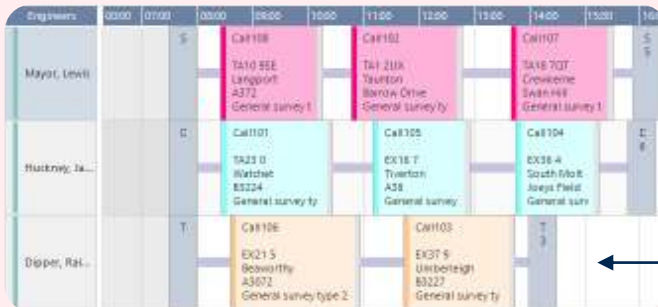 Engineers 00:00 07:00 08:00 09:00 10:00 11:00 12:00 13:00 14:00 15:00
Mayor, Lewis
S
Call108
TA10 9SE
Langport
A372
General survey t
Call102
TA1 2UX
Taunton
Barrow Drive
General survey ty
Call107
TA18 7QT
Crewkerne
Swan Hill
General survey t
S
S
Huckney, Ja...
Call101
TA23 0
Watchet
B3224
General survey ty
Call105
EX16 7
Tiverton
A38
General survey
Call104
EX36 4
South Molt
Joeys Field
General surv
E
Dipper, Rai...
T
Call106
EX21 5
Beaworthy
A3072
General survey type 2
Call103
EX37 9
Umberleigh
B3227
General survey ty
T
3